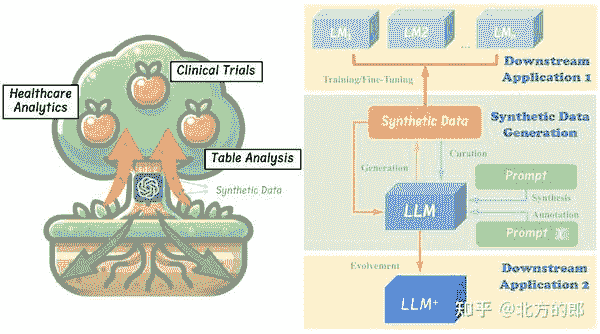 Clinical Trials
Healthcare
Analytics
Table Analysis
Synthetic Data
LM2
...
Downstream
Application 1
Training/Fine-Tuning
Synthetic Data
Synthetic Data
Generation
Generation
Curation
Prompt
Synthesis
LLM
Annotation
Prompt
Evolvement
Downstream
Application 2
LLM+
知乎 @北方的郎